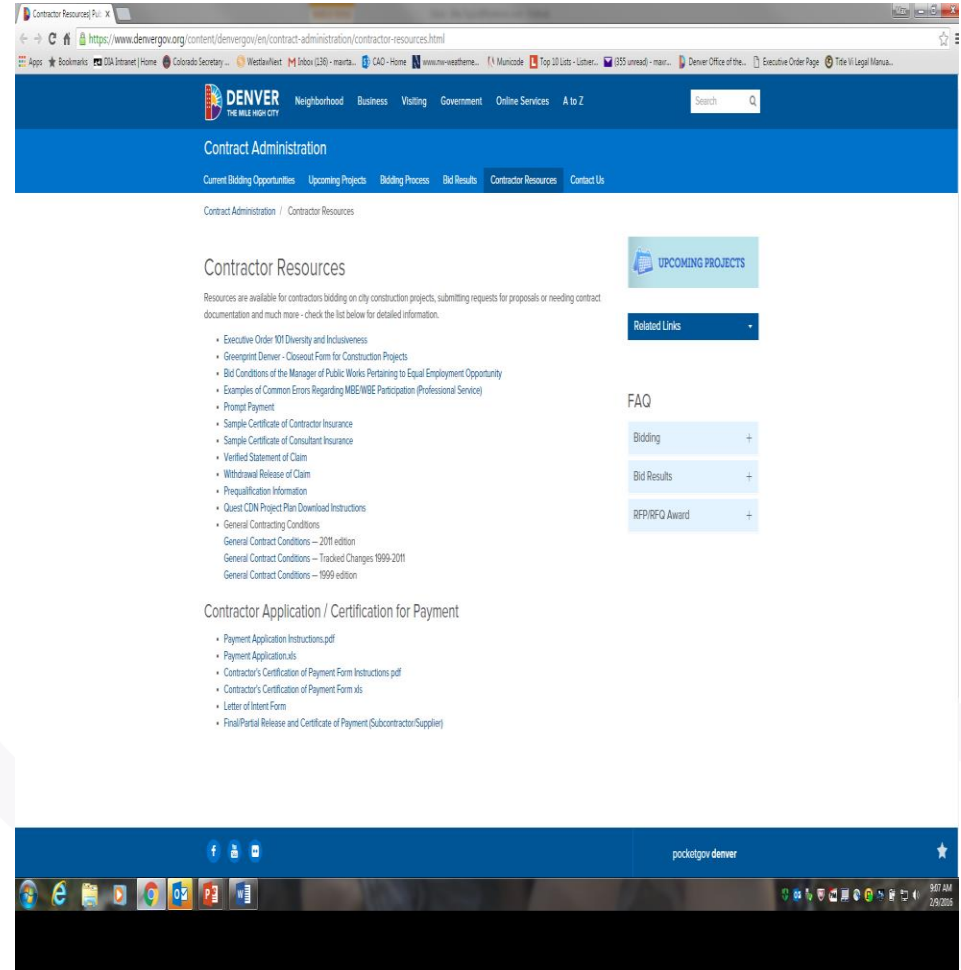 Contractor Resources| Pub
https://www.denvergov.org/content/denvergov/en/contract-administration/contractor-resources.html
Apps Bookmarks DIA Intranet | Home Colorado Secretary ... WestlawNext Inbox (136) - mavrta... CAO - Home Municode Top 10 Lists - Listver... (355 unread) - mavr... Denver Office of the... Executive Order Page Title VI Legal Manua...
DENVER
THE MILE HIGH CITY
Neighborhood Business Visiting Government Online Services A to Z Search
Contract Administration
Current Bidding Opportunities Upcoming Projects Bidding Process Bid Results Contractor Resources Contact Us
Contract Administration / Contractor Resources
Contractor Resources
Resources are available for contractors bidding on city construction projects, submitting requests for proposals or needing contract
documentation and much more - check the list below for detailed information.
• Executive Order 101 Diversity and Inclusiveness
• Greenprint Denver - Closeout Form for Construction Projects
• Bid Conditions of the Manager of Public Works Pertaining to Equal Employment Opportunity
• Examples of Common Errors Regarding MBE/WBE Participation (Professional Service)
• Prompt Payment
• Sample Certificate of Contractor Insurance
• Sample Certificate of Consultant Insurance
• Verified Statement of Claim
• Withdrawal Release of Claim
• Prequalification Information
• Quest CDN Project Plan Download Instructions
• General Contracting Conditions
General Contract Conditions — 2011 edition
General Contract Conditions — Tracked Changes 1999-2011
General Contract Conditions — 1999 edition
Contractor Application / Certification for Payment
• Payment Application Instructions.pdf
• Payment Application.xls
• Contractor's Certification of Payment Form Instructions pdf
• Contractor's Certification of Payment Form xls
• Letter of Intent Form
• Final/Partial Release and Certificate of Payment (Subcontractor/Supplier)
UPCOMING PROJECTS
Related Links
FAQ
Bidding +
Bid Results +
RFP/RFQ Award +
pocketgov denver
9:07 AM
2/9/2016